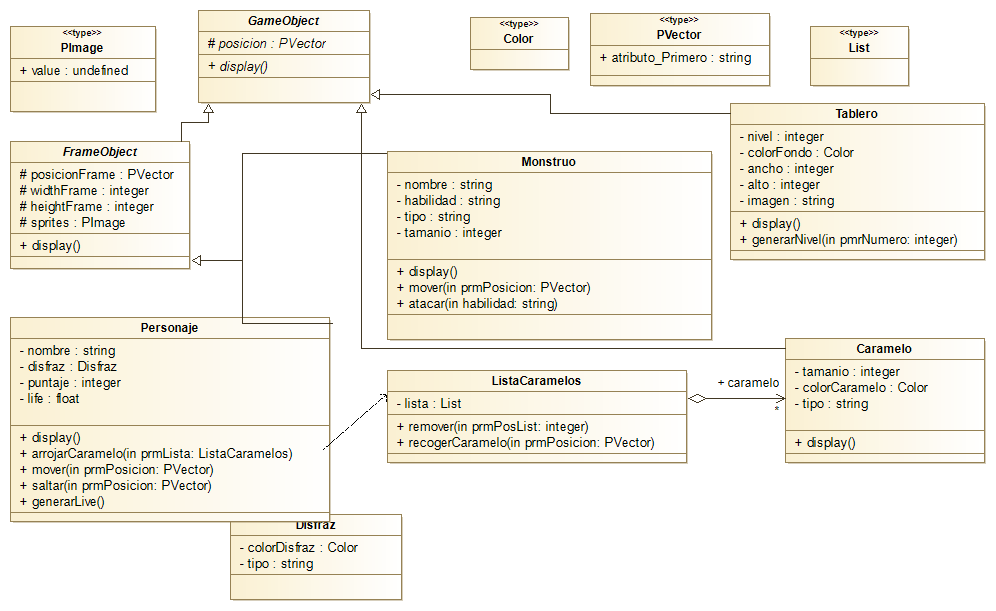 <<type>>
PImage
+ value : undefined
GameObject
# posicion : PVector
+ display()
<<type>>
Color
<<type>>
PVector
+ atributo_Primero : string
<<type>>
List
FrameObject
# posicionFrame : PVector
# widthFrame : integer
# heightFrame : integer
# sprites : PImage
+ display()
Monstruo
- nombre : string
- habilidad : string
- tipo : string
- tamanio : integer
+ display()
+ mover(in prmPosicion: PVector)
+ atacar(in habilidad: string)
Tablero
- nivel : integer
- colorFondo : Color
- ancho : integer
- alto : integer
- imagen : string
+ display()
+ generarNivel(in pmrNumero: integer)
Personaje
- nombre : string
- disfraz : Disfraz
- puntaje : integer
- life : float
+ display()
+ arrojarCaramelo(in prmLista: ListaCaramelos)
+ mover(in prmPosicion: PVector)
+ saltar(in prmPosicion: PVector)
+ generarLive()
ListaCaramelos
- lista : List
+ remover(in prmPosList: integer)
+ recogerCaramelo(in prmPosicion: PVector)
+ caramelo
*
Caramelo
- tamanio : integer
- colorCaramelo : Color
- tipo : string
+ display()
Disfraz
- colorDisfraz : Color
- tipo : string